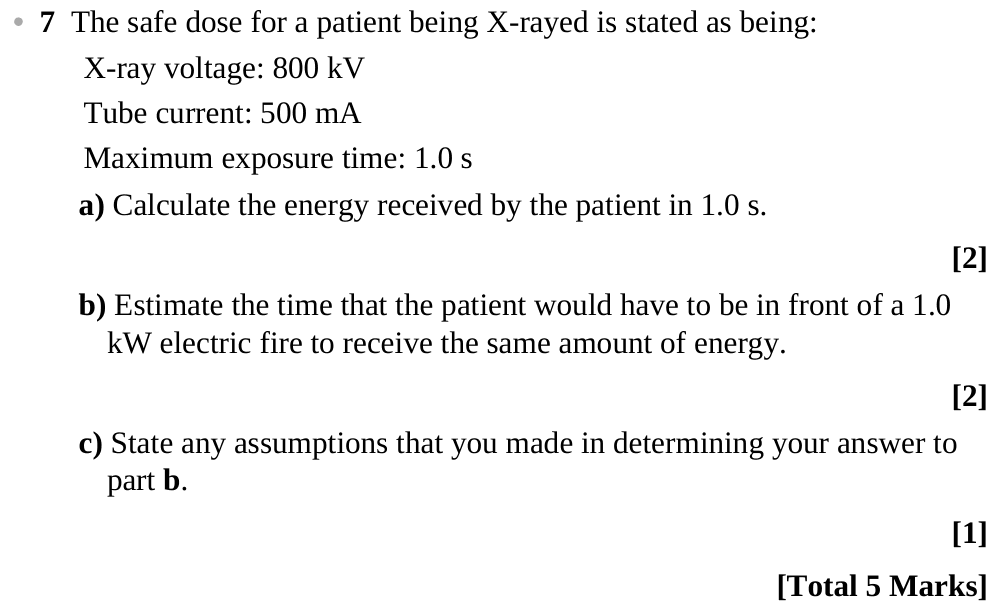 • 7 The safe dose for a patient being X-rayed is stated as being:
X-ray voltage: 800 kV
Tube current: 500 mA
Maximum exposure time: 1.0 s
a) Calculate the energy received by the patient in 1.0 s.
[2]
b) Estimate the time that the patient would have to be in front of a 1.0
kW electric fire to receive the same amount of energy.
[2]
c) State any assumptions that you made in determining your answer to
part b.
[1]
[Total 5 Marks]